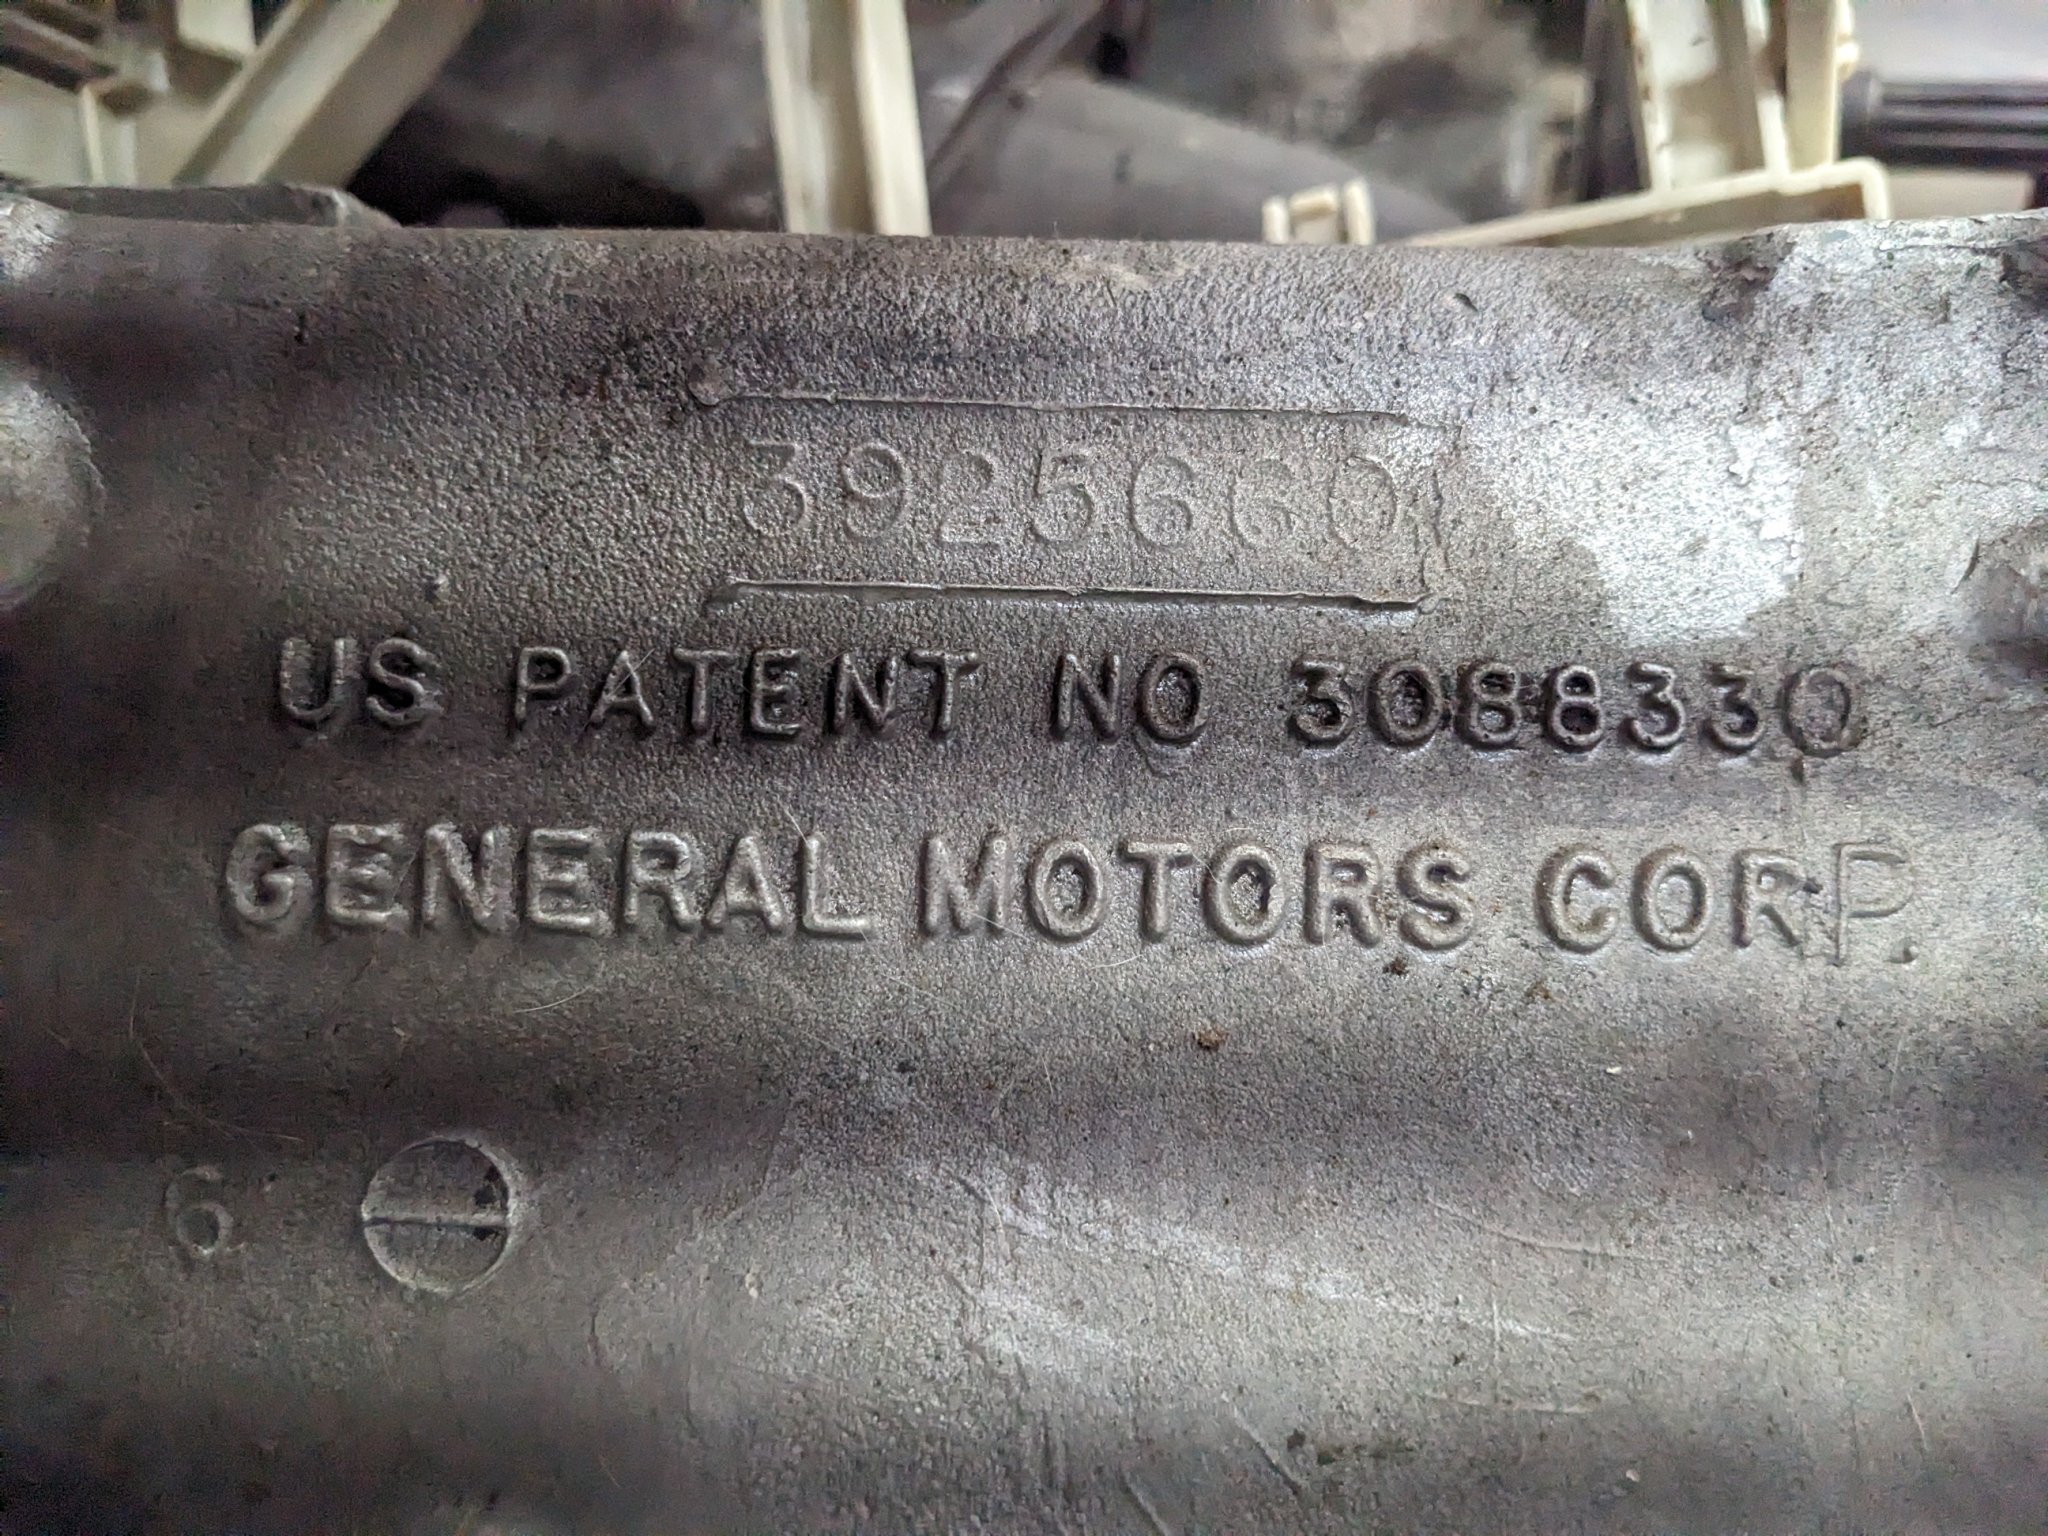 3925660
US PATENT NO 3088330
GENERAL MOTORS CORP.
6